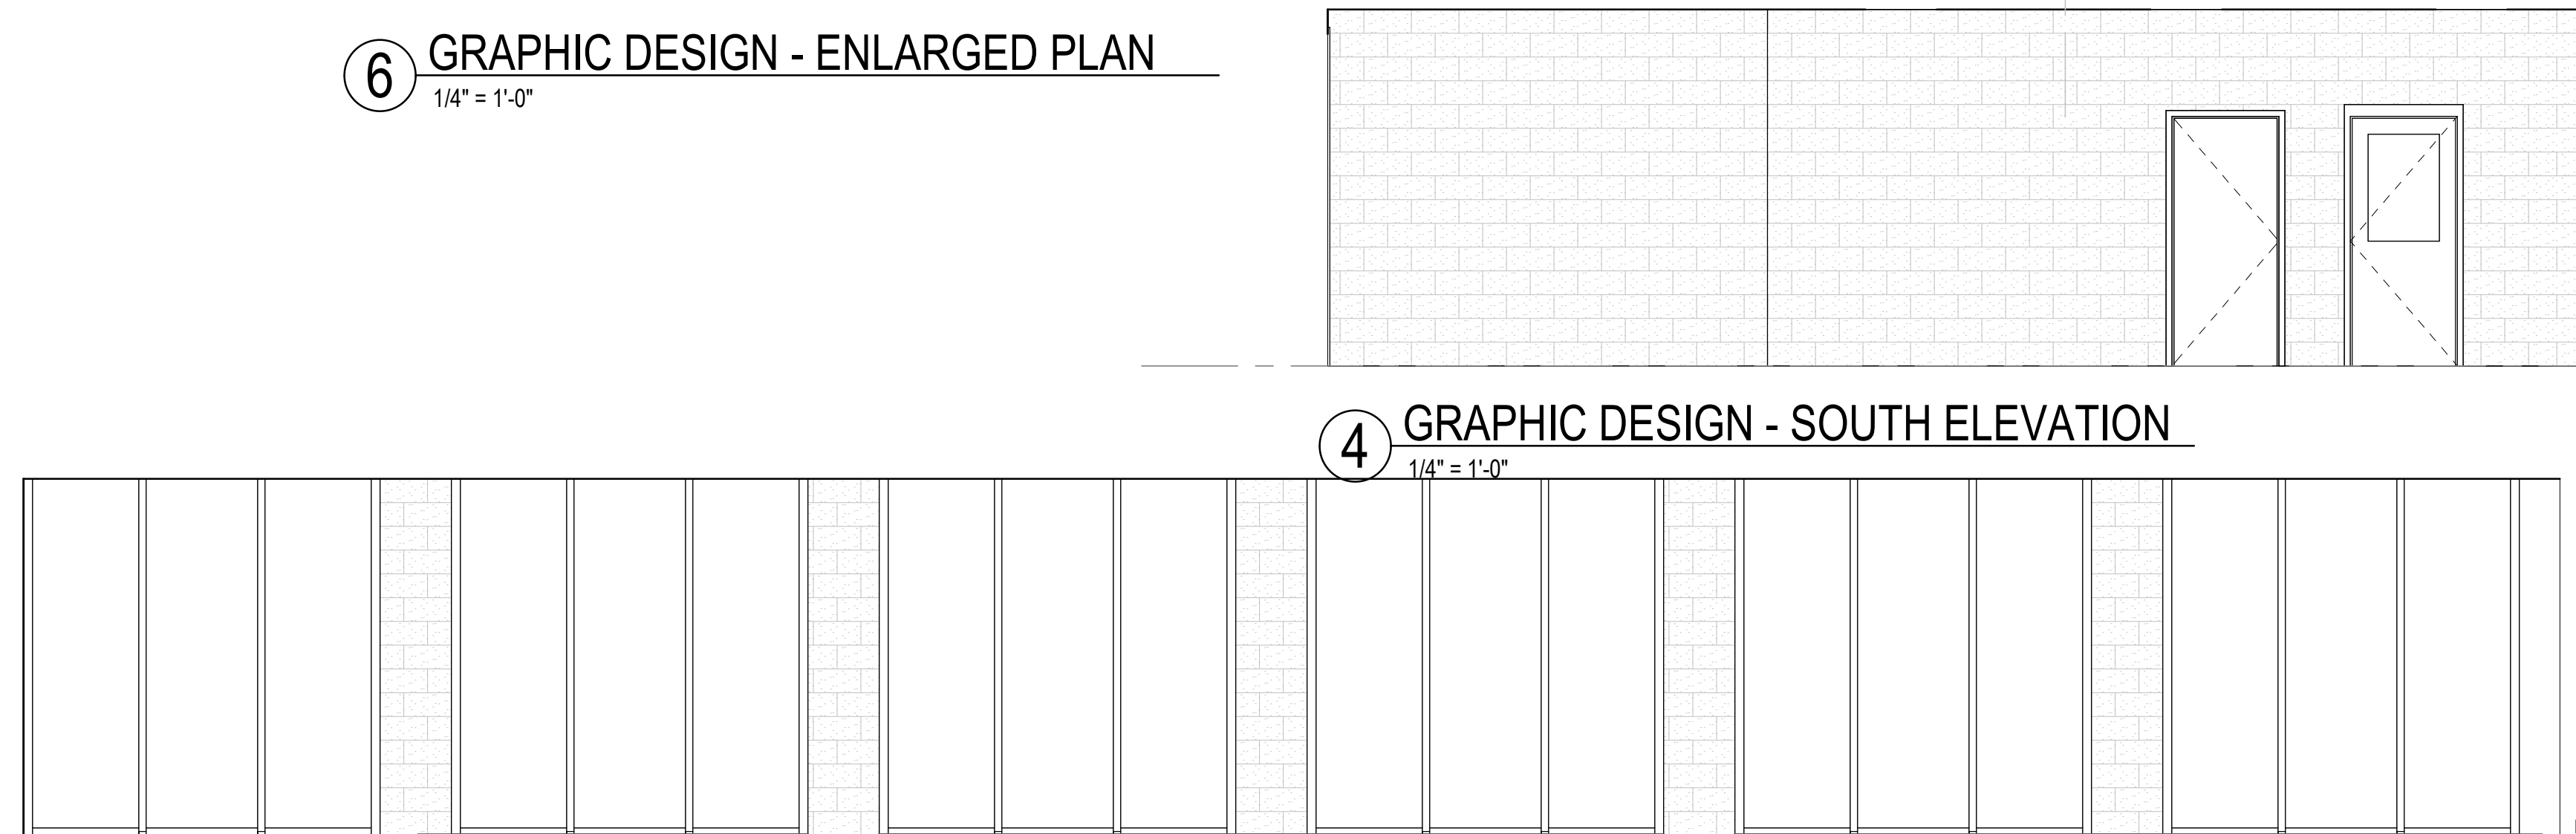 6 GRAPHIC DESIGN - ENLARGED PLAN
1/4" = 1'-0"
4 GRAPHIC DESIGN - SOUTH ELEVATION
1/4" = 1'-0"